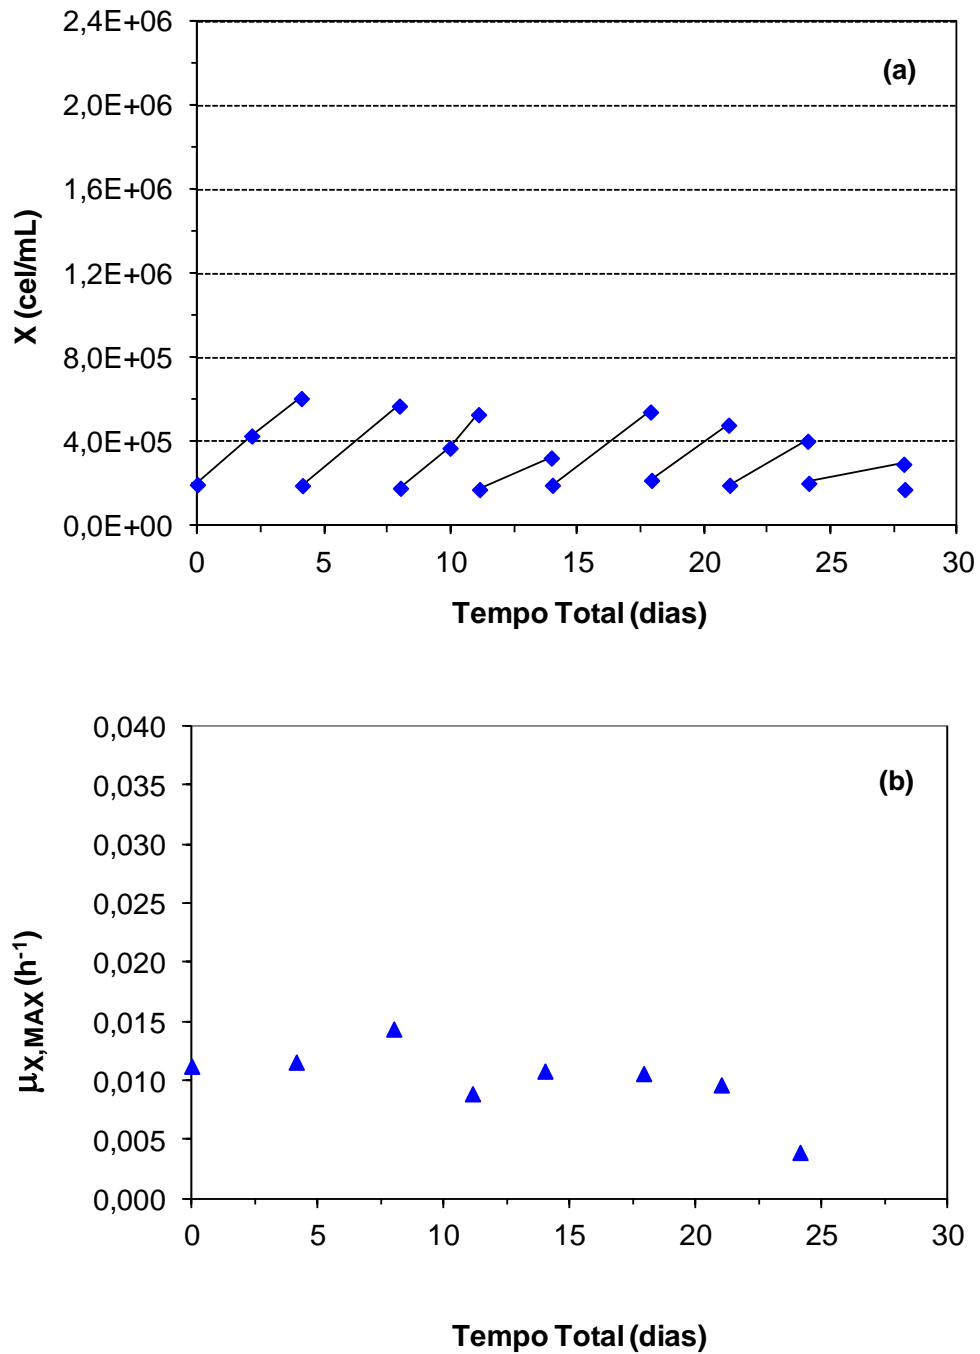 2,4E+06
(a)
2,0E+06
1,6E+06
1,2E+06
X (cel/mL)
8,0E+05
4,0E+05
0,0E+00
0 5 10 15 20 25 30
Tempo Total (dias)
0,040
(b)
0,035
0,030
0,025
0,020
μX,MAX (h-1)
0,015
0,010
0,005
0,000
0 5 10 15 20 25 30
Tempo Total (dias)